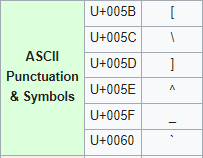 ASCII
Punctuation
& Symbols
U+005B [
U+005C \
U+005D ]
U+005E ^
U+005F _
U+0060 `